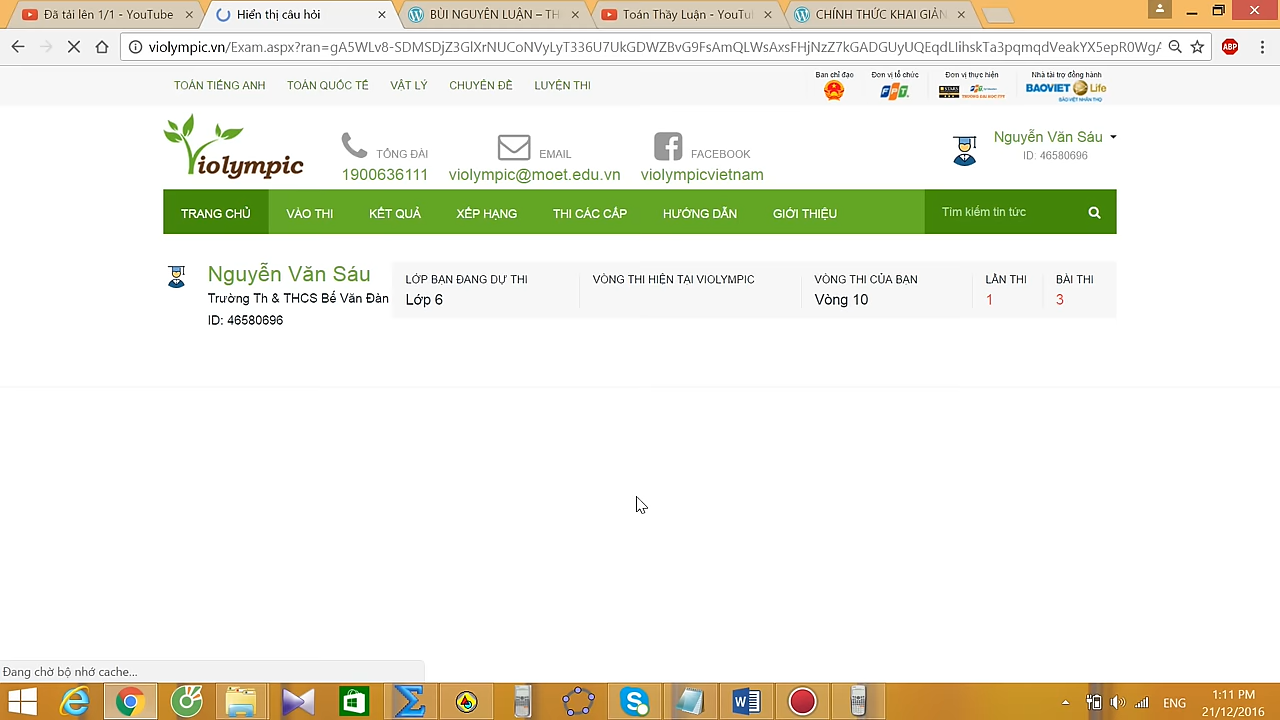 Đã tải lên 1/1 - YouTube
Hiển thị câu hỏi
BÙI NGUYÊN LUẬN – TH
Toán Thầy Luận - YouTu
CHÍNH THỨC KHAI GIẢN
violympic.vn/Exam.aspx?ran=
ABP
TOÁN TIẾNG ANH
TOÁN QUỐC TẾ
VẬT LÝ
CHUYÊN ĐỀ
LUYỆN THI
Ban chỉ đạo
Đơn vị tổ chức
Đơn vị thực hiện
Nhà tài trợ đồng hành
FPT
BAOVIET Life
BẢO VIỆT NHÂN THỌ
Violympic
TỔNG ĐÀI
1900636111
EMAIL
violympic@moet.edu.vn
FACEBOOK
violympicvietnam
Nguyễn Văn Sáu
ID: 46580696
TRANG CHỦ
VÀO THI
KẾT QUẢ
XẾP HẠNG
THI CÁC CẤP
HƯỚNG DẪN
GIỚI THIỆU
Tìm kiếm tin tức
Nguyễn Văn Sáu
Trường Th & THCS Bế Văn Đàn
ID: 46580696
LỚP BẠN ĐANG DỰ THI
Lớp 6
VÒNG THI HIỆN TẠI VIOLYMPIC
VÒNG THI CỦA BẠN
Vòng 10
LẦN THI
1
BÀI THI
3
Đang chờ bộ nhớ cache...
ENG
1:11 PM
21/12/2016